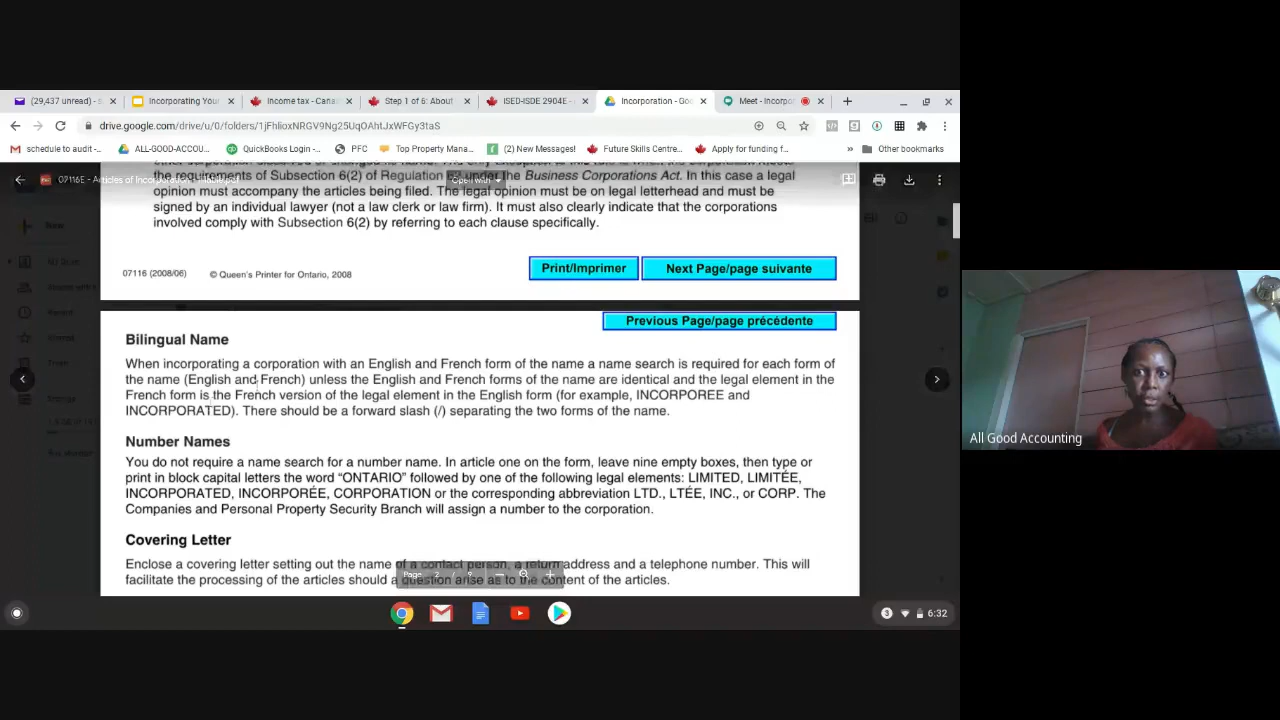 (29,437 unread) - s
Incorporating Your
Income tax - Cana
Step 1 of 6: About
ISED-ISDE 2904E -
Incorporation - Goo
Meet - Incorpor
drive.google.com/drive/u/0/folders/1jFhlioxNRGV9Ng25UqOAhtJxWFGy3taS
schedule to audit -...
ALL-GOOD-ACCOU...
QuickBooks Login -...
PFC
Top Property Mana...
(2) New Messages!
Future Skills Centre...
Apply for funding f...
Other bookmarks
07116E - Articles of
Open with
the requirements of Subsection 6(2) of Regulation under the Business Corporations Act. In this case a legal
opinion must accompany the articles being filed. The legal opinion must be on legal letterhead and must be
signed by an individual lawyer (not a law clerk or law firm). It must also clearly indicate that the corporations
involved comply with Subsection 6(2) by referring to each clause specifically.
07116 (2008/06)
© Queen's Printer for Ontario, 2008
Print/Imprimer
Next Page/page suivante
Previous Page/page précédente
Bilingual Name
When incorporating a corporation with an English and French form of the name a name search is required for each form of
the name (English and French) unless the English and French forms of the name are identical and the legal element in the
French form is the French version of the legal element in the English form (for example, INCORPOREE and
INCORPORATED). There should be a forward slash (/) separating the two forms of the name.
Number Names
You do not require a name search for a number name. In article one on the form, leave nine empty boxes, then type or
print in block capital letters the word “ONTARIO” followed by one of the following legal elements: LIMITED, LIMITÉE,
INCORPORATED, INCORPORÉE, CORPORATION or the corresponding abbreviation LTD., LTÉE, INC., or CORP. The
Companies and Personal Property Security Branch will assign a number to the corporation.
Covering Letter
Enclose a covering letter setting out the name of a contact person, a return address and a telephone number. This will
facilitate the processing of the articles should a question arise as to the content of the articles.
Page 2 / 9
3
6:32
All Good Accounting